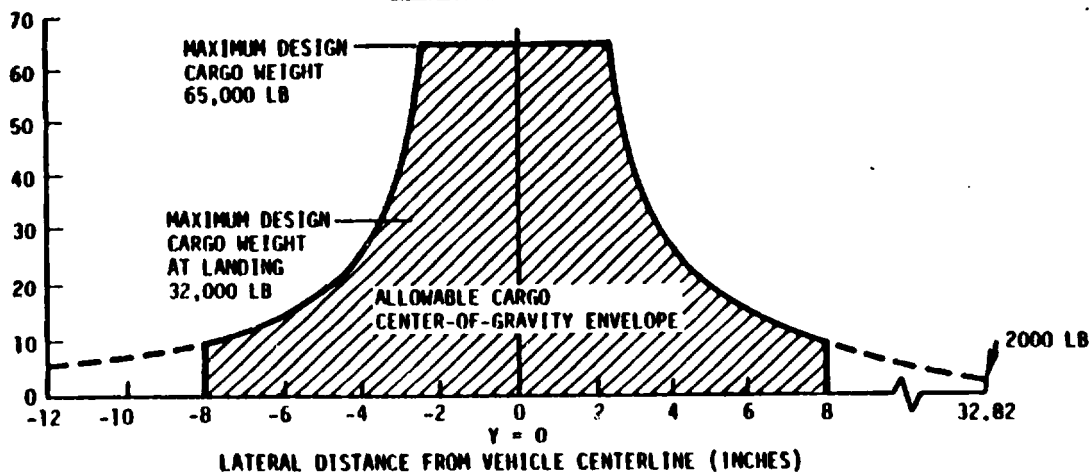 70
60
50
40
30
20
10
0
MAXIMUM DESIGN
CARGO WEIGHT
65,000 LB
MAXIMUM DESIGN
CARGO WEIGHT
AT LANDING
32,000 LB
ALLOWABLE CARGO
CENTER-OF-GRAVITY ENVELOPE
2000 LB
-12 -10 -8 -6 -4 -2 0 2 4 6 8 32.82
Y = 0
LATERAL DISTANCE FROM VEHICLE CENTERLINE (INCHES)